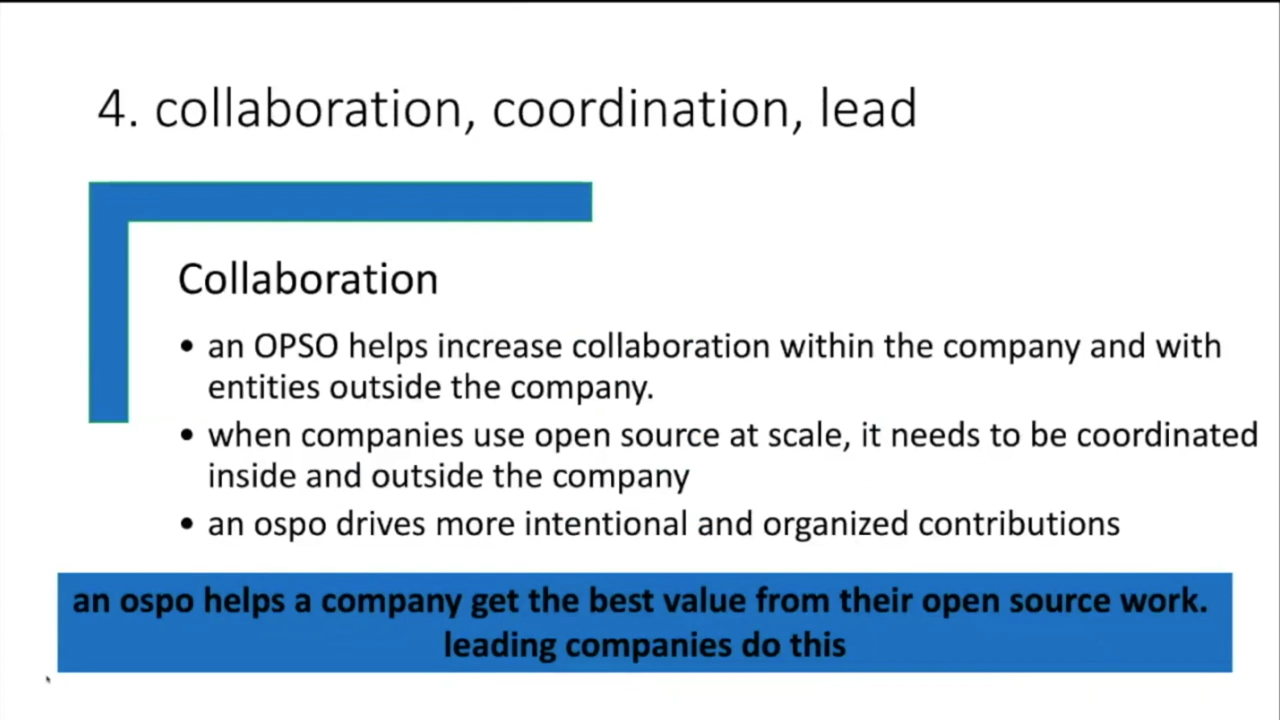 4. collaboration, coordination, lead
Collaboration
• an OPSO helps increase collaboration within the company and with
entities outside the company.
• when companies use open source at scale, it needs to be coordinated
inside and outside the company
• an ospo drives more intentional and organized contributions
an ospo helps a company get the best value from their open source work.
leading companies do this